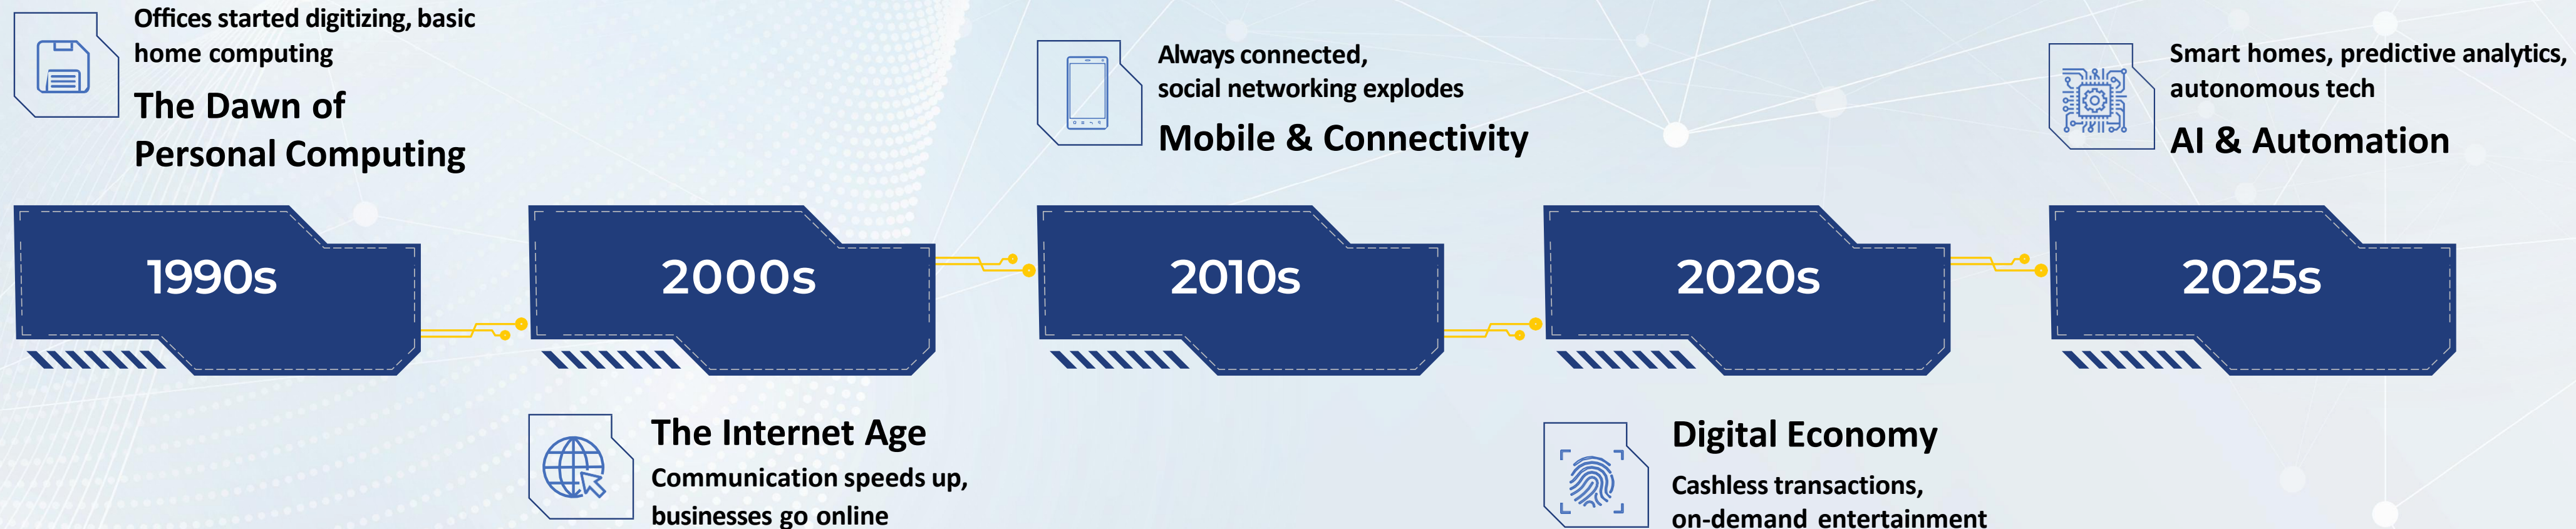 Offices started digitizing, basic
home computing
The Dawn of
Personal Computing
1990s
2000s
The Internet Age
Communication speeds up,
businesses go online
Always connected,
social networking explodes
Mobile & Connectivity
2010s
2020s
Digital Economy
Cashless transactions,
on-demand entertainment
Smart homes, predictive analytics,
autonomous tech
AI & Automation
2025s